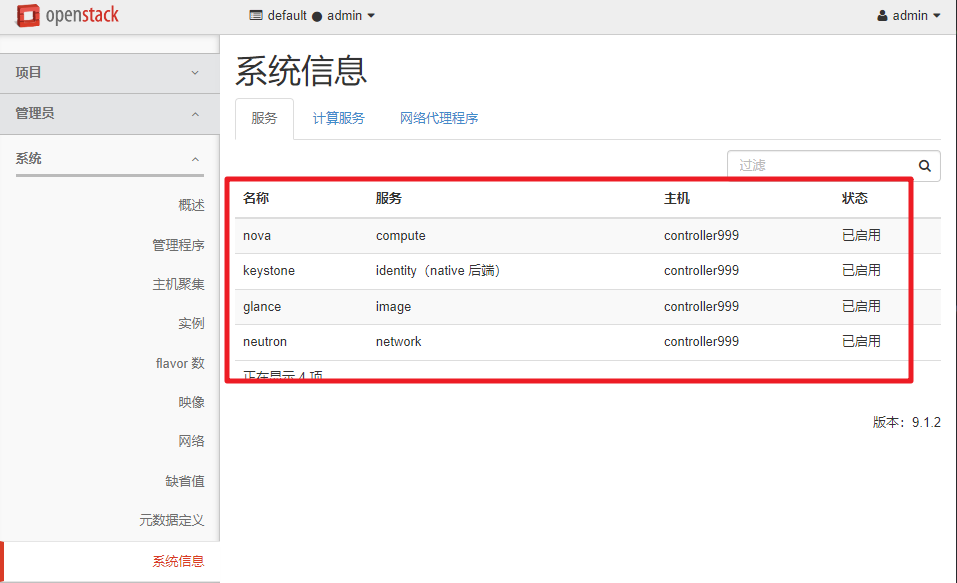 openstack default ● admin admin
项目
管理员
系统
概述
管理程序
主机聚集
实例
flavor 数
映像
网络
缺省值
元数据定义
系统信息
系统信息
服务 计算服务 网络代理程序
过滤
名称 服务 主机 状态
nova compute controller999 已启用
keystone identity（native 后端） controller999 已启用
glance image controller999 已启用
neutron network controller999 已启用
正在显示 4 项
版本：9.1.2